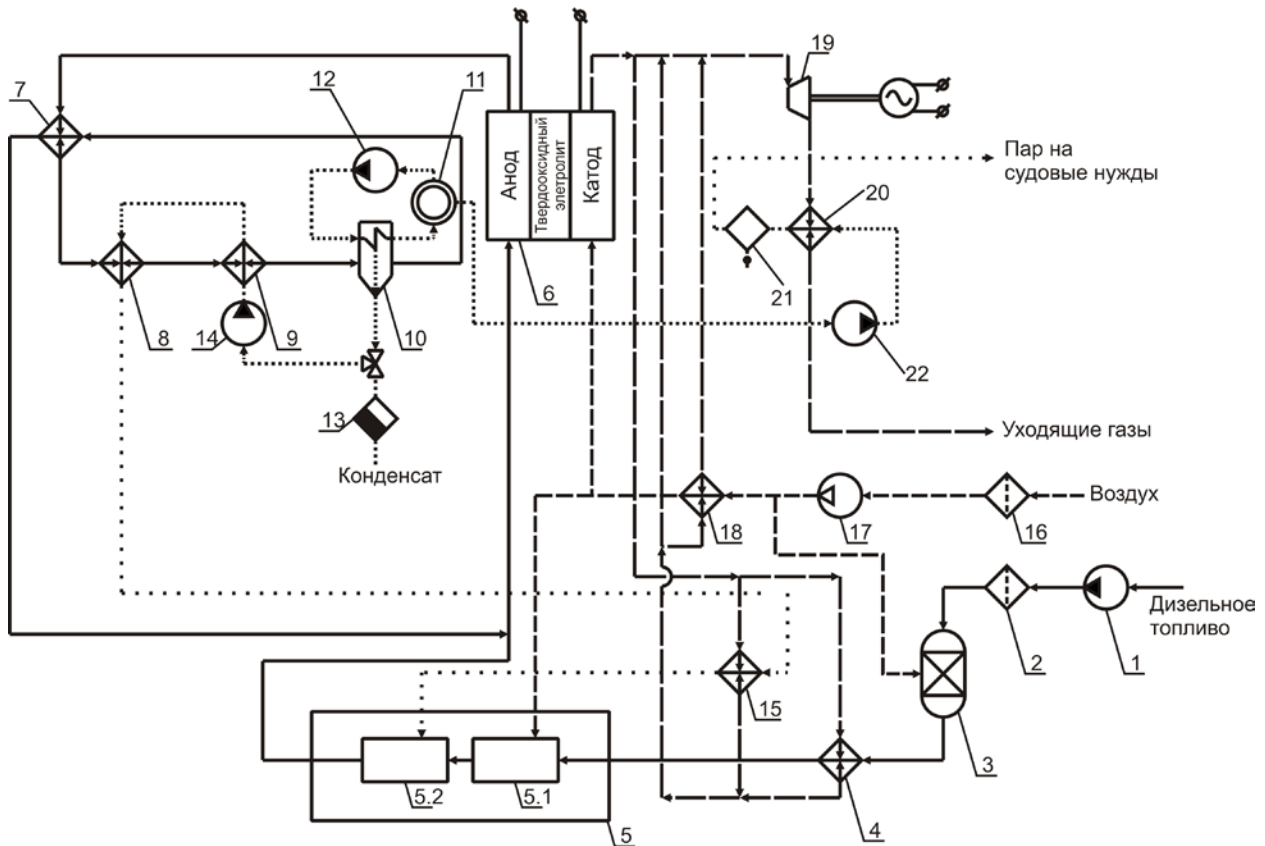 19
7
12
11
Анод
Твердооксидный
элетролит
Катод
Пар на
судовые нужды
20
6
21
8
14
9
10
22
13
Уходящие газы
Конденсат
Воздух
18
17
16
Дизельное
топливо
2
1
15
3
5.2
5.1
5
4